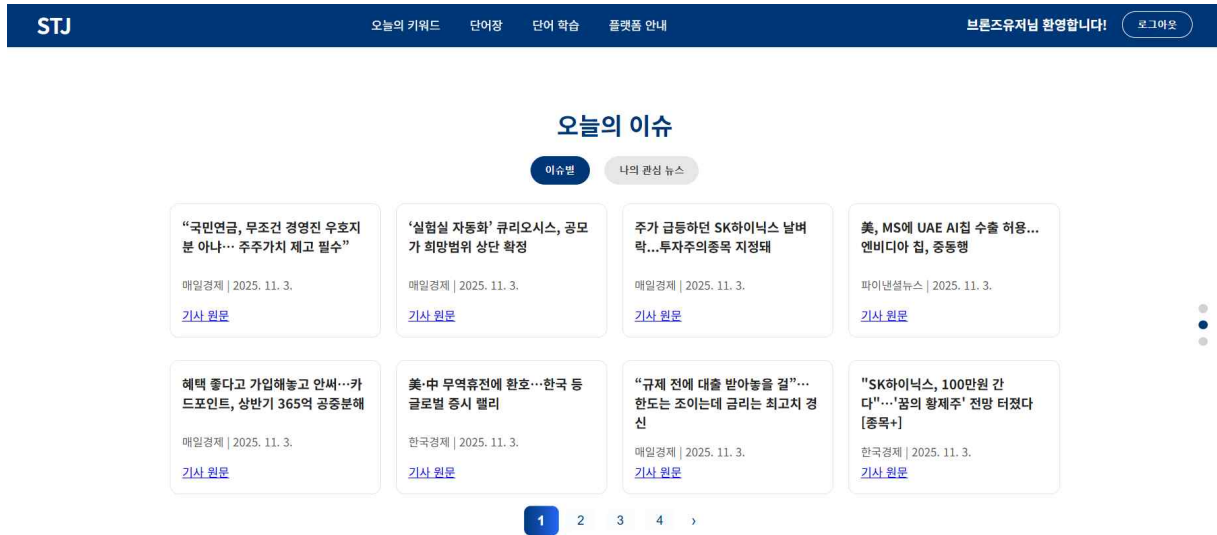 STJ
오늘의 키워드 단어장 단어 학습 플랫폼 안내
브론즈유저님 환영합니다! 로그아웃
오늘의 이슈
이슈별 나의 관심 뉴스
“국민연금, 무조건 경영진 우호지
분 아냐… 주주가치 제고 필수”
매일경제 | 2025. 11. 3.
기사 원문
‘실험실 자동화’ 큐리오시스, 공모
가 희망범위 상단 확정
매일경제 | 2025. 11. 3.
기사 원문
주가 급등하던 SK하이닉스 날벼
락...투자주의종목 지정돼
매일경제 | 2025. 11. 3.
기사 원문
美, MS에 UAE AI칩 수출 허용...
엔비디아 칩, 중동행
파이낸셜뉴스 | 2025. 11. 3.
기사 원문
혜택 좋다고 가입해놓고 안써…카
드포인트, 상반기 365억 공중분해
매일경제 | 2025. 11. 3.
기사 원문
美·中 무역휴전에 환호…한국 등
글로벌 증시 랠리
한국경제 | 2025. 11. 3.
기사 원문
“규제 전에 대출 받아놓을 걸”…
한도는 조이는데 금리는 최고치 경
신
매일경제 | 2025. 11. 3.
기사 원문
"SK하이닉스, 100만원 간
다"…'꿈의 황제주' 전망 터졌다
[종목+]
한국경제 | 2025. 11. 3.
기사 원문
1 2 3 4 ›